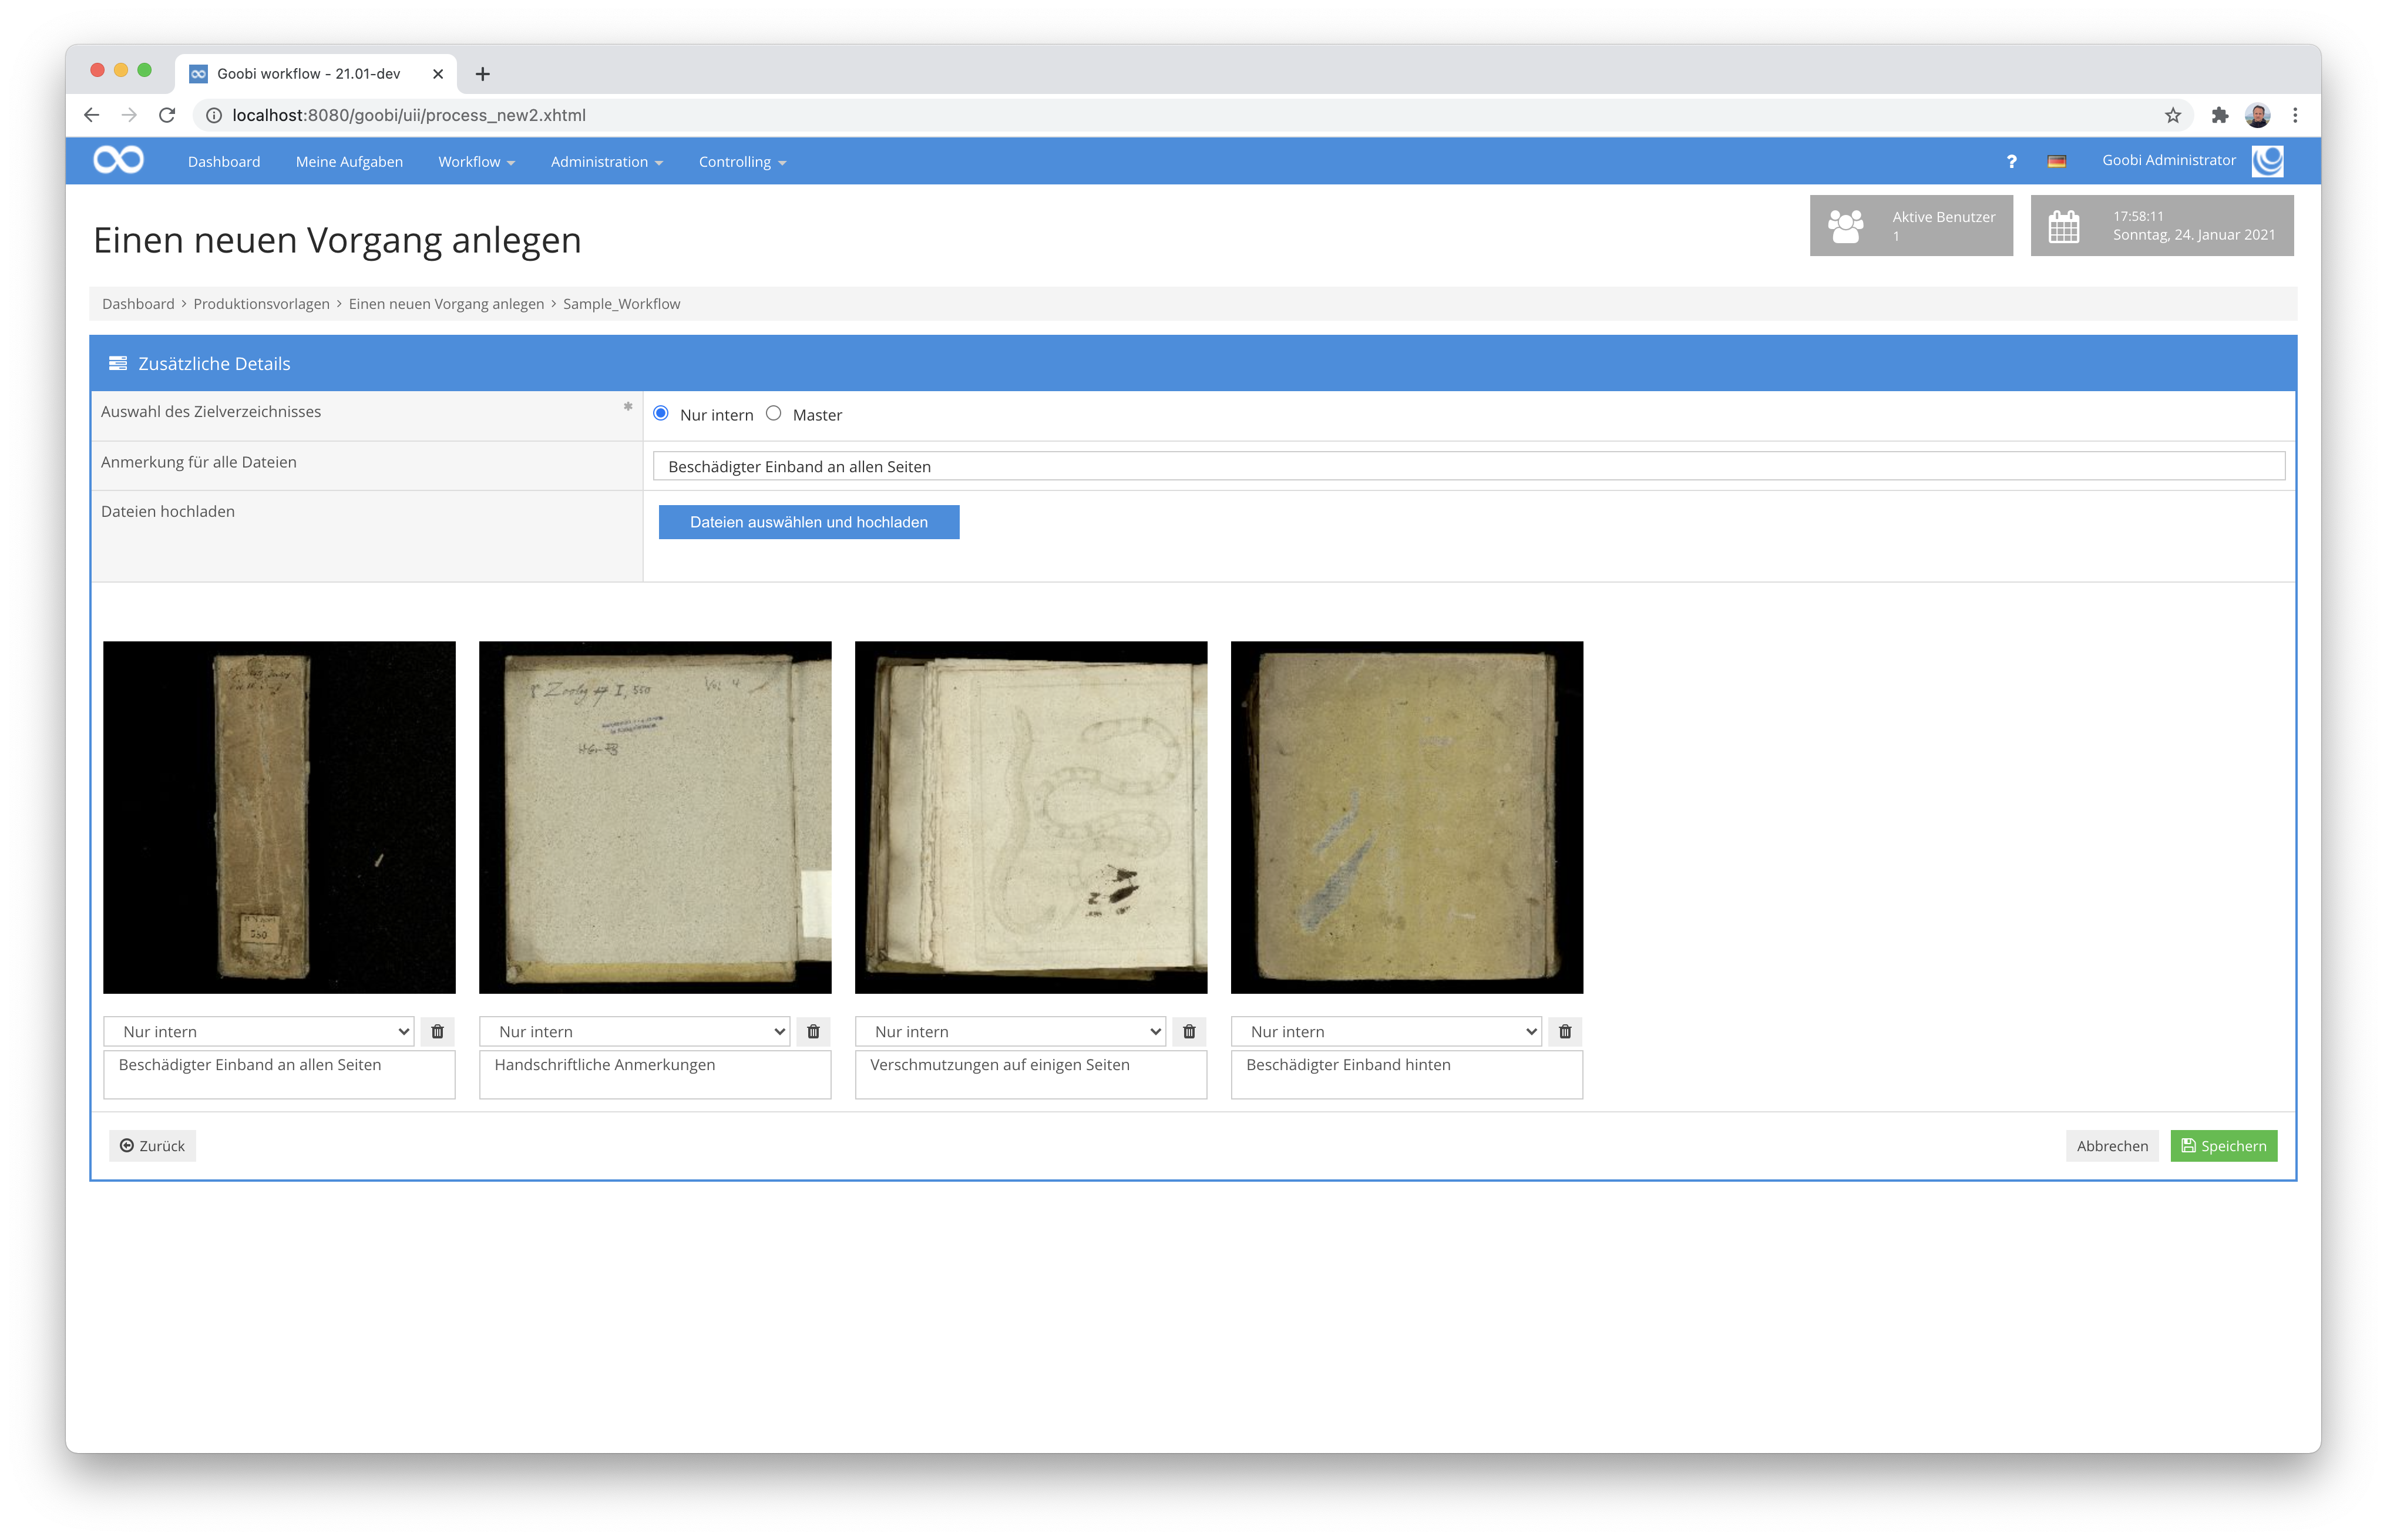 Goobi workflow - 21.01-dev
localhost:8080/goobi/uii/process_new2.xhtml
Dashboard Meine Aufgaben Workflow Administration Controlling ? Goobi Administrator
Einen neuen Vorgang anlegen
Aktive Benutzer
1
17:58:11
Sonntag, 24. Januar 2021
Dashboard › Produktionsvorlagen › Einen neuen Vorgang anlegen › Sample_Workflow
Zusätzliche Details
Auswahl des Zielverzeichnisses * Nur intern Master
Anmerkung für alle Dateien Beschädigter Einband an allen Seiten
Dateien hochladen Dateien auswählen und hochladen
I, 550
Vol 4
Nur intern Nur intern Nur intern Nur intern
Beschädigter Einband an allen Seiten
Handschriftliche Anmerkungen
Verschmutzungen auf einigen Seiten
Beschädigter Einband hinten
Zurück Abbrechen Speichern